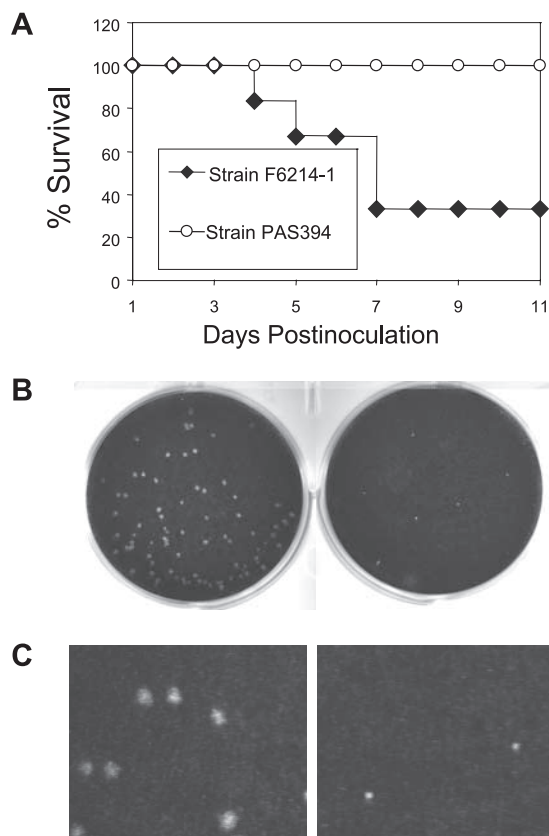 A
120
100
80
60
40
20
0
% Survival
Strain F6214-1
Strain PAS394
1 3 5 7 9 11
Days Postinoculation
B
C